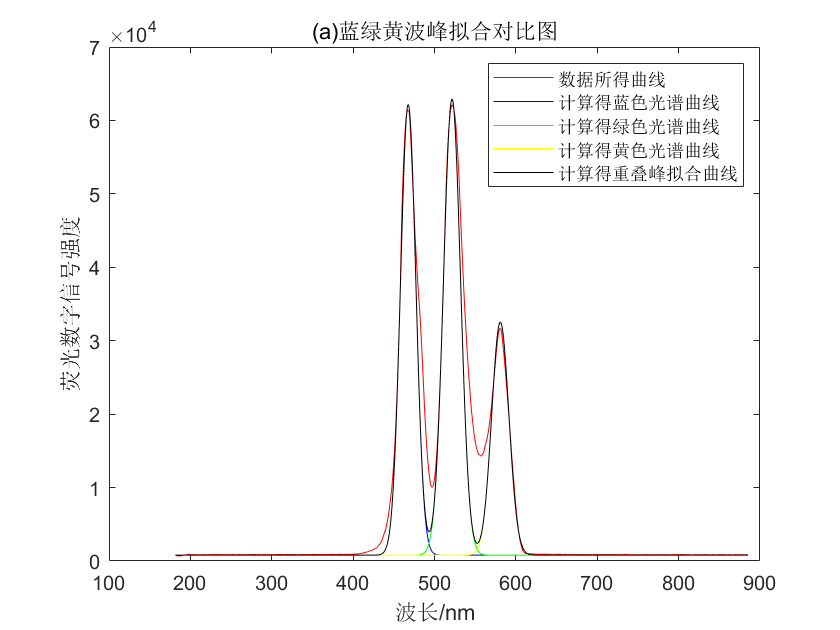 (a)蓝绿黄波峰拟合对比图
×10⁴
7
6
5
4
3
2
1
0
荧光数字信号强度
数据所得曲线
计算得蓝色光谱曲线
计算得绿色光谱曲线
计算得黄色光谱曲线
计算得重叠峰拟合曲线
100 200 300 400 500 600 700 800 900
波长/nm